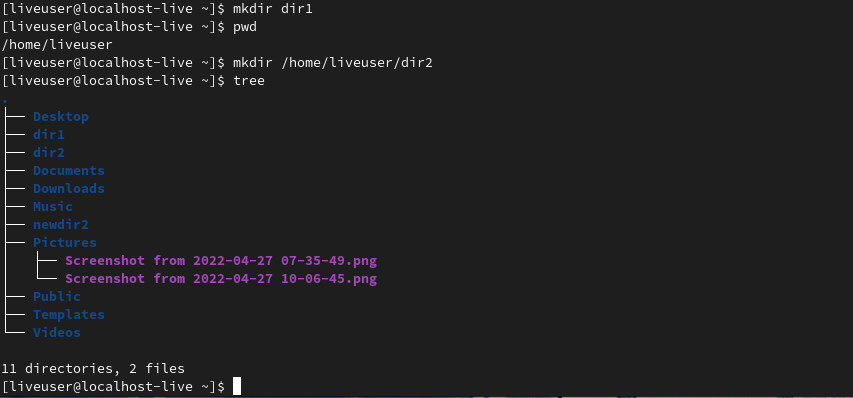 [liveuser@localhost-live ~]$ mkdir dir1
[liveuser@localhost-live ~]$ pwd
/home/liveuser
[liveuser@localhost-live ~]$ mkdir /home/liveuser/dir2
[liveuser@localhost-live ~]$ tree
.
├── Desktop
├── dir1
├── dir2
├── Documents
├── Downloads
├── Music
├── newdir2
├── Pictures
│   ├── Screenshot from 2022-04-27 07-35-49.png
│   └── Screenshot from 2022-04-27 10-06-45.png
├── Public
├── Templates
└── Videos

11 directories, 2 files
[liveuser@localhost-live ~]$